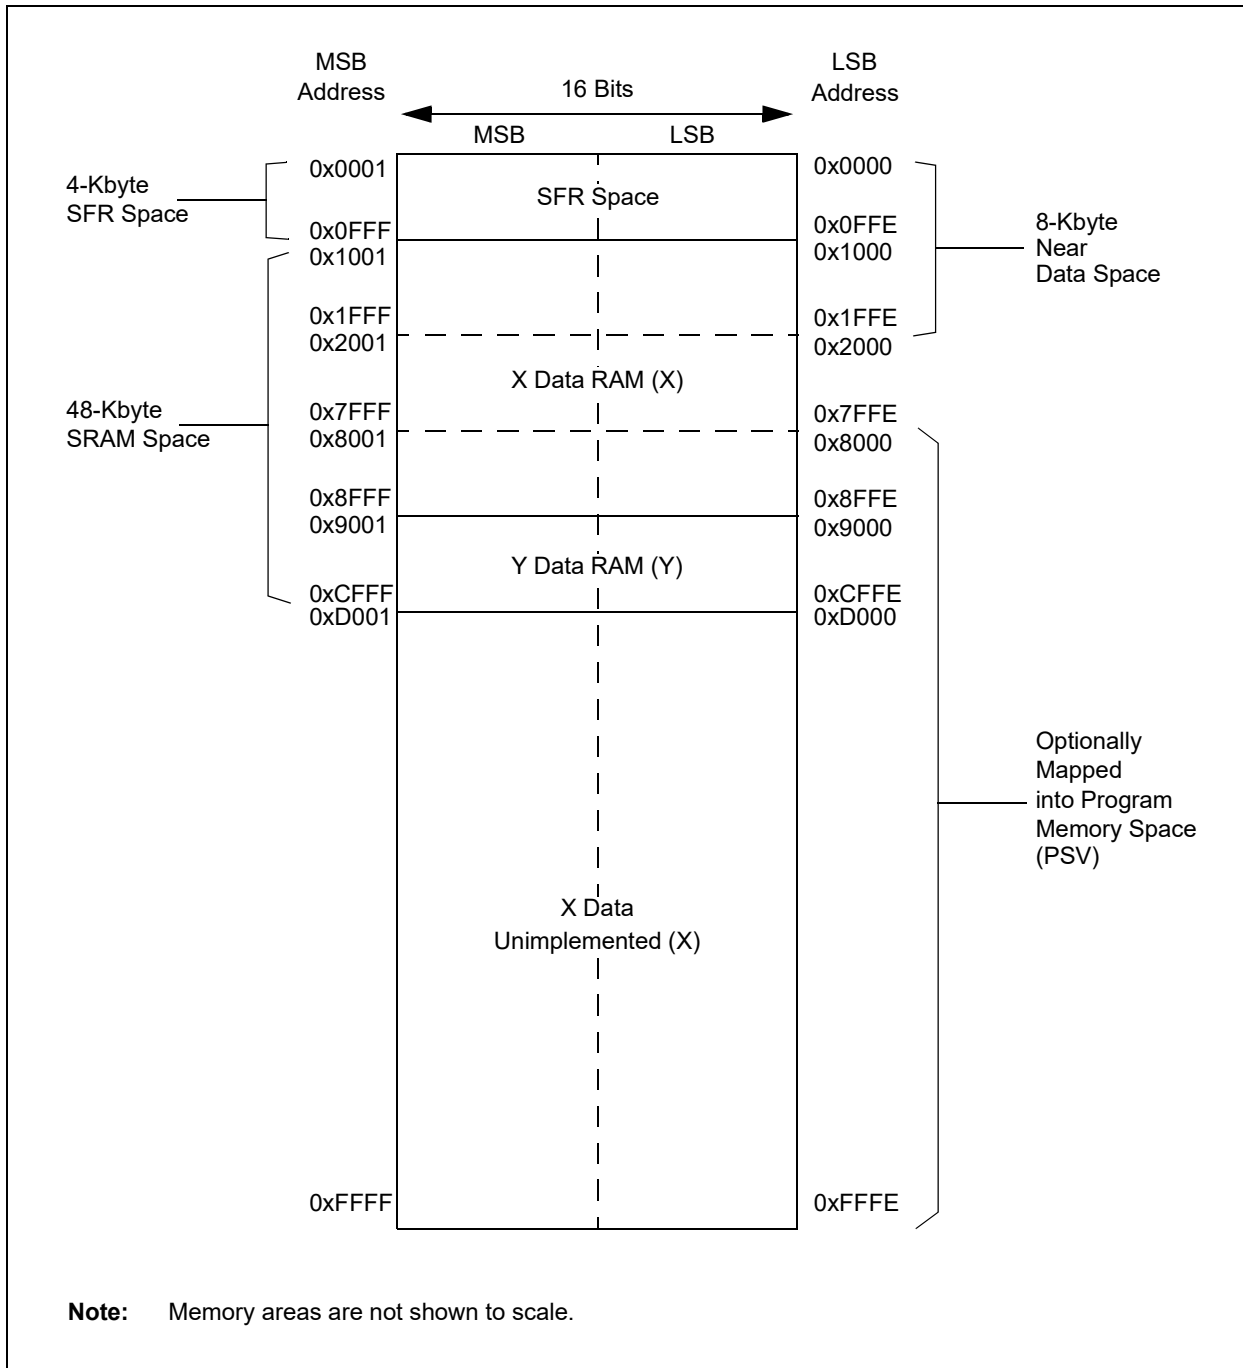 MSB
Address
LSB
Address
16 Bits
MSB
LSB
0x0001
0x0000
4-Kbyte
SFR Space
SFR Space
0x0FFF
0x0FFE
0x1001
0x1000
8-Kbyte
Near
Data Space
0x1FFF
0x1FFE
0x2001
0x2000
X Data RAM (X)
48-Kbyte
SRAM Space
0x7FFF
0x7FFE
0x8001
0x8000
0x8FFF
0x8FFE
0x9001
0x9000
Y Data RAM (Y)
0xCFFF
0xCFFE
0xD001
0xD000
Optionally
Mapped
into Program
Memory Space
(PSV)
X Data
Unimplemented (X)
0xFFFF
0xFFFE
Note: Memory areas are not shown to scale.